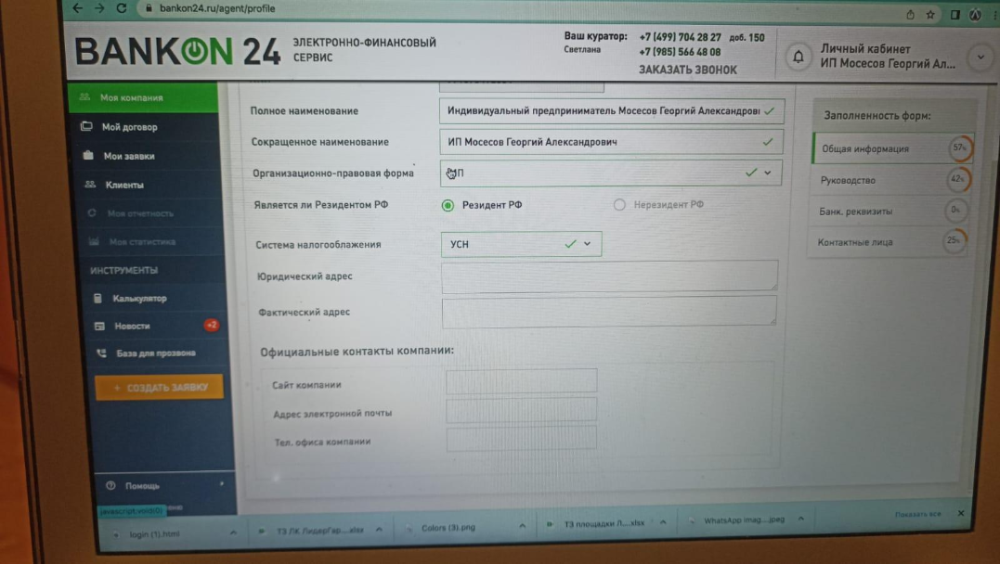 bankon24.ru/agent/profile
BANKON 24
ЭЛЕКТРОННО-ФИНАНСОВЫЙ
СЕРВИС
Ваш куратор:
Светлана
+7 (499) 704 28 27 доб. 150
+7 (985) 566 48 08
ЗАКАЗАТЬ ЗВОНОК
Личный кабинет
ИП Мосесов Георгий Ал...
Моя компания
Мой договор
Мои заявки
Клиенты
Моя отчетность
Моя статистика
ИНСТРУМЕНТЫ
Калькулятор
Новости
+2
База для прозвона
+ СОЗДАТЬ ЗАЯВКУ
Помощь
javascript:void(0)
Полное наименование
Индивидуальный предприниматель Мосесов Георгий Александрови
Сокращенное наименование
ИП Мосесов Георгий Александрович
Организационно-правовая форма
ИП
Является ли Резидентом РФ
Резидент РФ
Нерезидент РФ
Система налогооблажения
УСН
Юридический адрес
Фактический адрес
Официальные контакты компании:
Сайт компании
Адрес электронной почты
Тел. офиса компании
Заполненность форм:
Общая информация
57%
Руководство
42%
Банк. реквизиты
0%
Контактные лица
25%
login (1).html
ТЗ ЛК ЛидерГар....xlsx
Colors (3).png
ТЗ площадки Л....xlsx
WhatsApp Imag....jpeg
Показать все